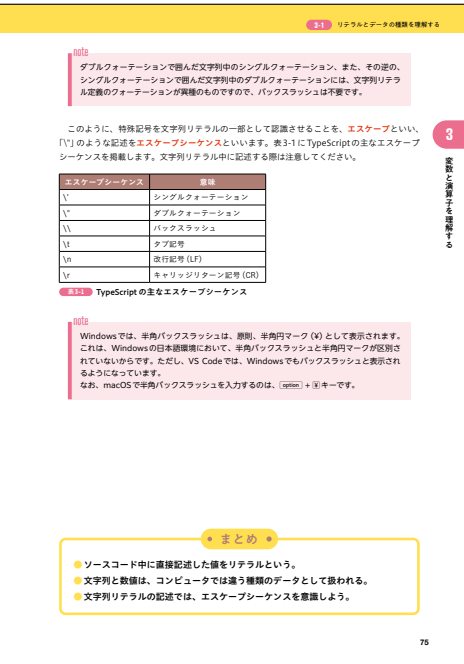 3-1 リテラルとデータの種類を理解する
note
ダブルクォーテーションで囲んだ文字列中のシングルクォーテーション、また、その逆の、
シングルクォーテーションで囲んだ文字列中のダブルクォーテーションには、文字列リテラ
ル定義のクォーテーションが異種のものですので、バックスラッシュは不要です。
このように、特殊記号を文字列リテラルの一部として認識させることを、エスケープといい、
「\"」のような記述をエスケープシーケンスといいます。表3-1にTypeScriptの主なエスケープ
シーケンスを掲載します。文字列リテラル中に記述する際は注意してください。
3
変数と演算子を理解する
エスケープシーケンス 意味
\' シングルクォーテーション
\" ダブルクォーテーション
\\ バックスラッシュ
\t タブ記号
\n 改行記号(LF)
\r キャリッジリターン記号(CR)
表3-1 TypeScriptの主なエスケープシーケンス
note
Windowsでは、半角バックスラッシュは、原則、半角円マーク(¥)として表示されます。
これは、Windowsの日本語環境において、半角バックスラッシュと半角円マークが区別さ
れていないからです。ただし、VS Codeでは、Windowsでもバックスラッシュと表示され
るようになっています。
なお、macOSで半角バックスラッシュを入力するのは、option + ¥ キーです。
まとめ
ソースコード中に直接記述した値をリテラルという。
文字列と数値は、コンピュータでは違う種類のデータとして扱われる。
文字列リテラルの記述では、エスケープシーケンスを意識しよう。
75